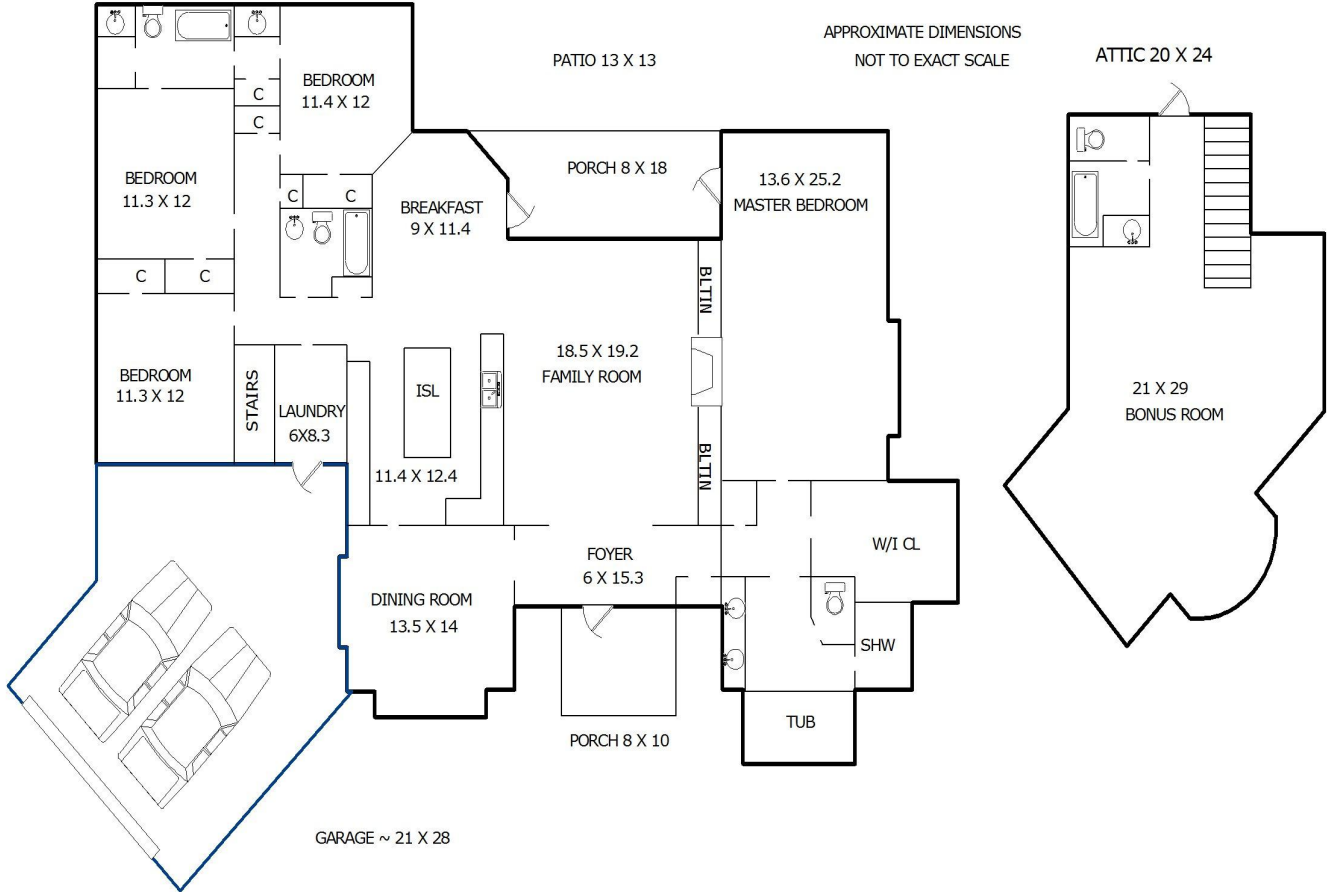 APPROXIMATE DIMENSIONS
NOT TO EXACT SCALE
ATTIC 20 X 24
PATIO 13 X 13
BEDROOM
11.4 X 12
C
C
BEDROOM
11.3 X 12
C
C
BREAKFAST
9 X 11.4
PORCH 8 X 18
13.6 X 25.2
MASTER BEDROOM
C
C
BLTIN
18.5 X 19.2
FAMILY ROOM
BEDROOM
11.3 X 12
STAIRS
LAUNDRY
6X8.3
ISL
11.4 X 12.4
BLTIN
21 X 29
BONUS ROOM
W/I CL
FOYER
6 X 15.3
DINING ROOM
13.5 X 14
SHW
TUB
PORCH 8 X 10
GARAGE ~ 21 X 28